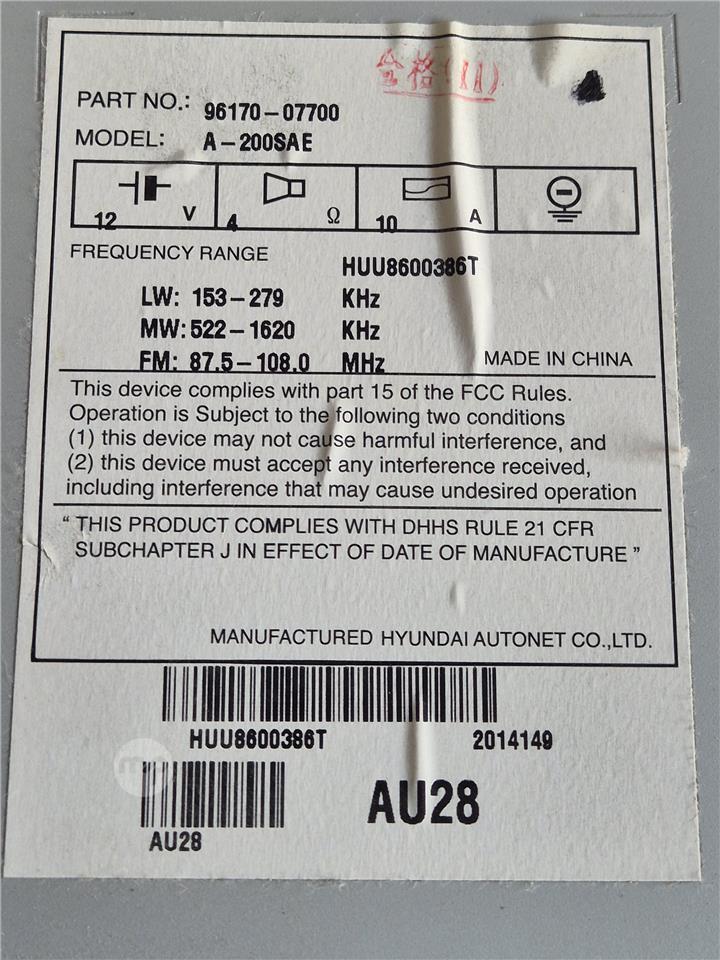 合格(11)
PART NO.: 96170-07700
MODEL: A-200SAE
12 V 4 Ω 10 A
FREQUENCY RANGE
HUU8600386T
LW: 153-279 KHz
MW: 522-1620 KHz
FM: 87.5-108.0 MHz
MADE IN CHINA
This device complies with part 15 of the FCC Rules.
Operation is Subject to the following two conditions
(1) this device may not cause harmful interference, and
(2) this device must accept any interference received,
including interference that may cause undesired operation
“ THIS PRODUCT COMPLIES WITH DHHS RULE 21 CFR
SUBCHAPTER J IN EFFECT OF DATE OF MANUFACTURE ”
MANUFACTURED HYUNDAI AUTONET CO.,LTD.
HUU8600386T 2014149
AU28
AU28